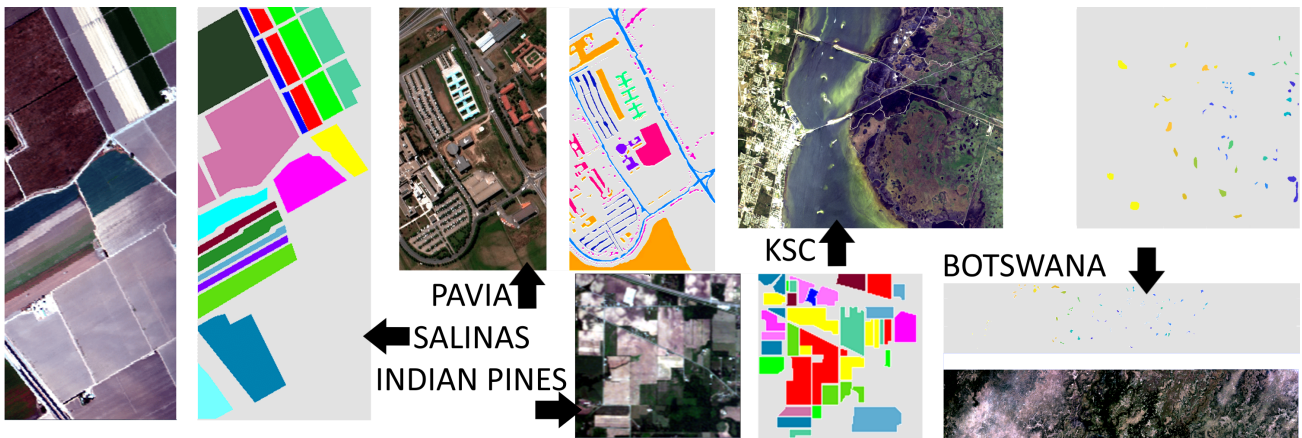 PAVIA
SALINAS
INDIAN PINES
KSC
BOTSWANA